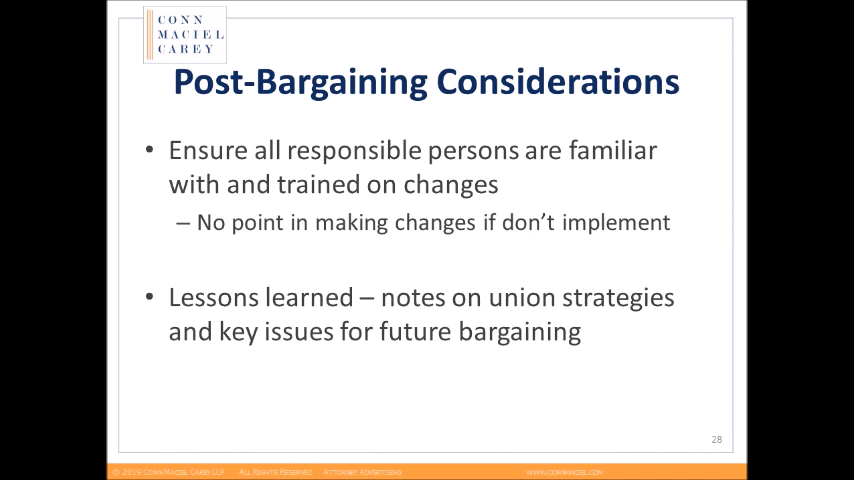 CONN
MACIEL
CAREY
Post-Bargaining Considerations
• Ensure all responsible persons are familiar
with and trained on changes
– No point in making changes if don’t implement
• Lessons learned – notes on union strategies
and key issues for future bargaining
28
© 2019 CONN MACIEL CAREY LLP ALL RIGHTS RESERVED ATTORNEY ADVERTISING WWW.CONNMACIEL.COM